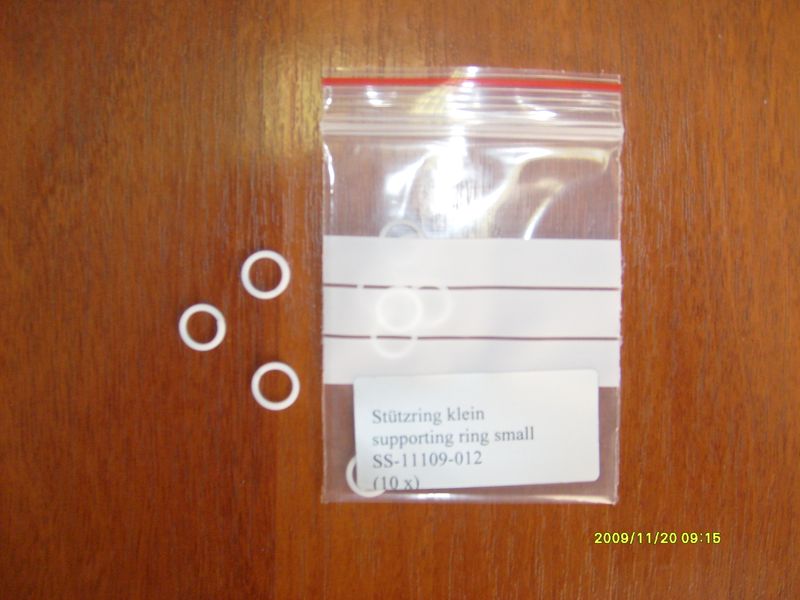 Stützring klein
supporting ring small
SS-11109-012
(10 x)
2009/11/20 09:15